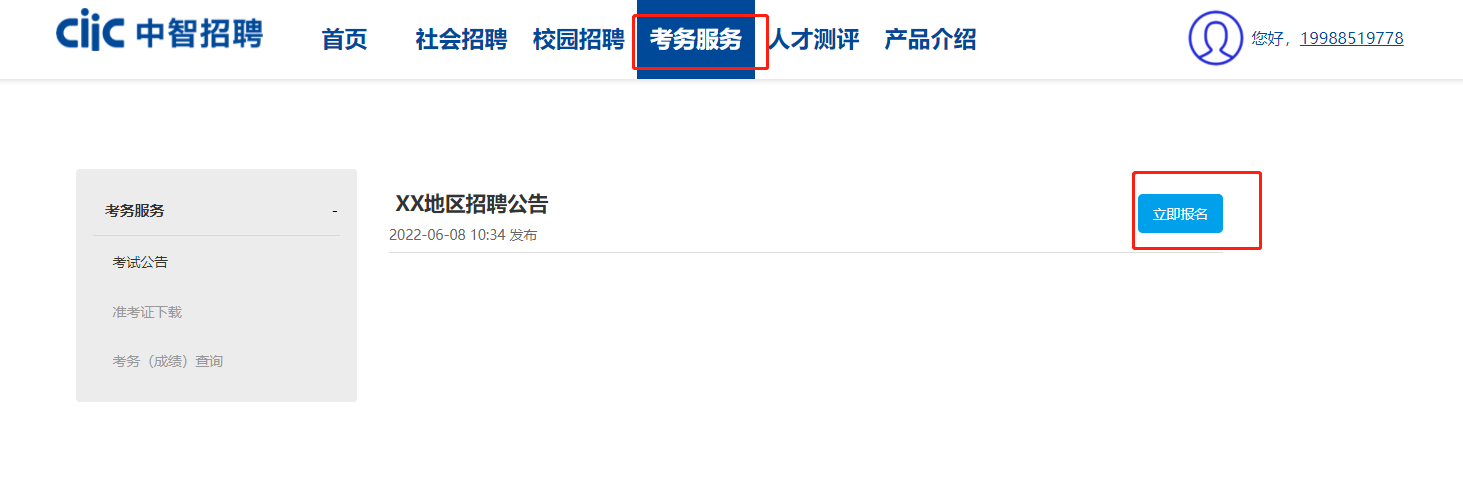 CIIC 中智招聘 首页 社会招聘 校园招聘 考务服务 人才测评 产品介绍 您好，19988519778
考务服务 -
考试公告
准考证下载
考务（成绩）查询
XX地区招聘公告
2022-06-08 10:34 发布
立即报名